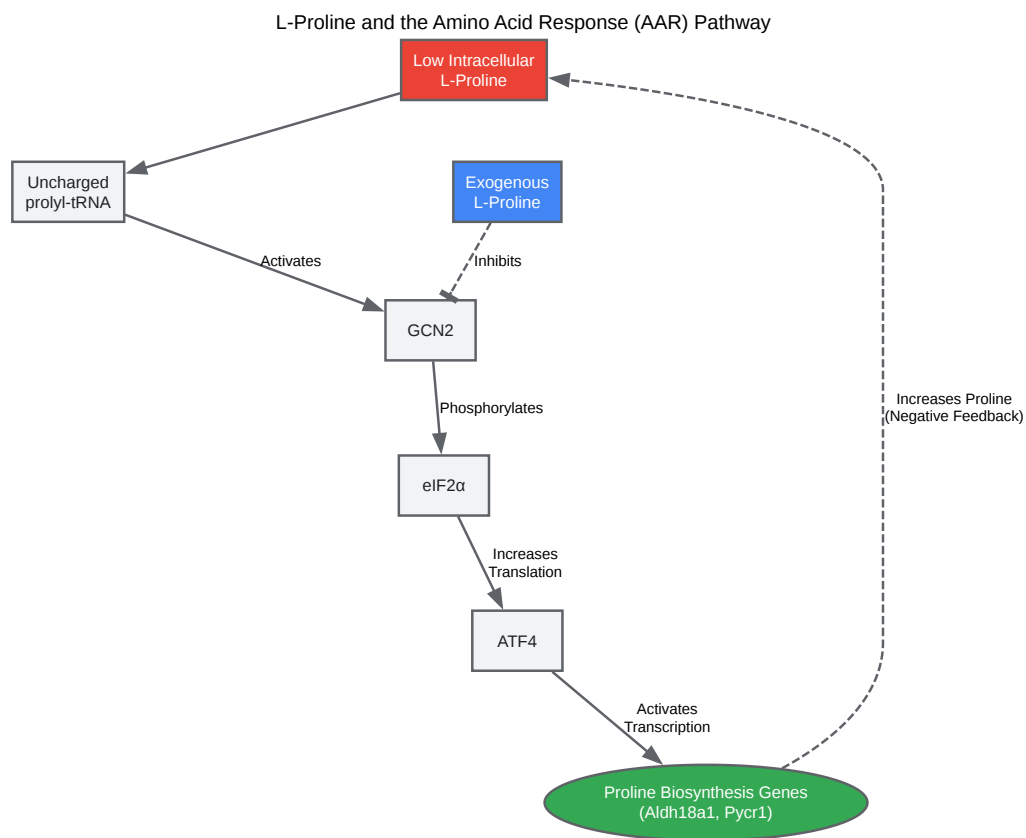 L-Proline and the Amino Acid Response (AAR) Pathway
Low Intracellular
L-Proline
Uncharged
prolyl-tRNA
Exogenous
L-Proline
Activates
Inhibits
GCN2
Phosphorylates
Increases Proline
(Negative Feedback)
eIF2α
Increases
Translation
ATF4
Activates
Transcription
Proline Biosynthesis Genes
(Aldh18a1, Pycr1)